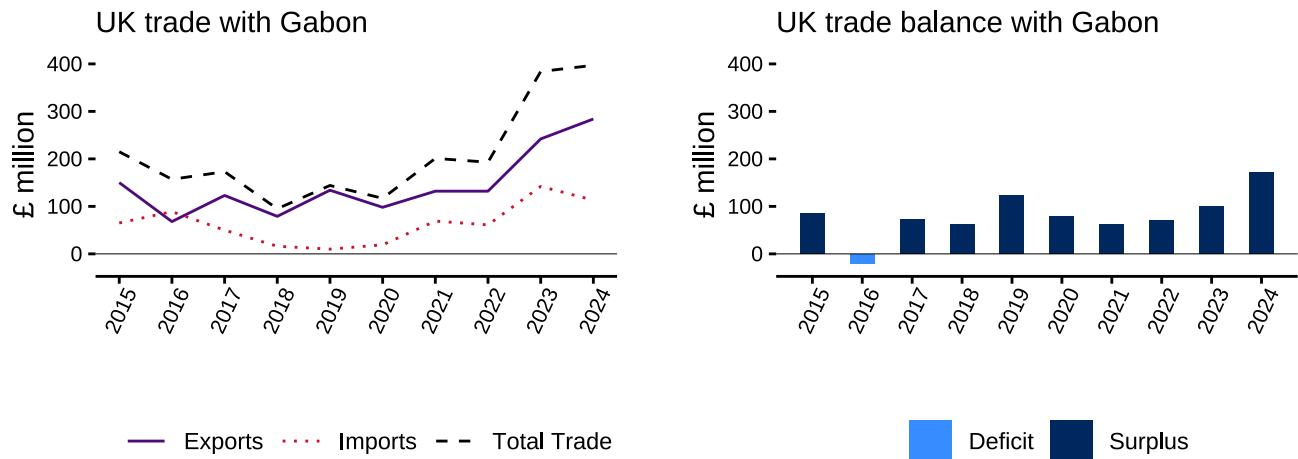 UK trade with Gabon
£ million
400
300
200
100
0
2015 2016 2017 2018 2019 2020 2021 2022 2023 2024
Exports Imports Total Trade
UK trade balance with Gabon
£ million
400
300
200
100
0
2015 2016 2017 2018 2019 2020 2021 2022 2023 2024
Deficit Surplus